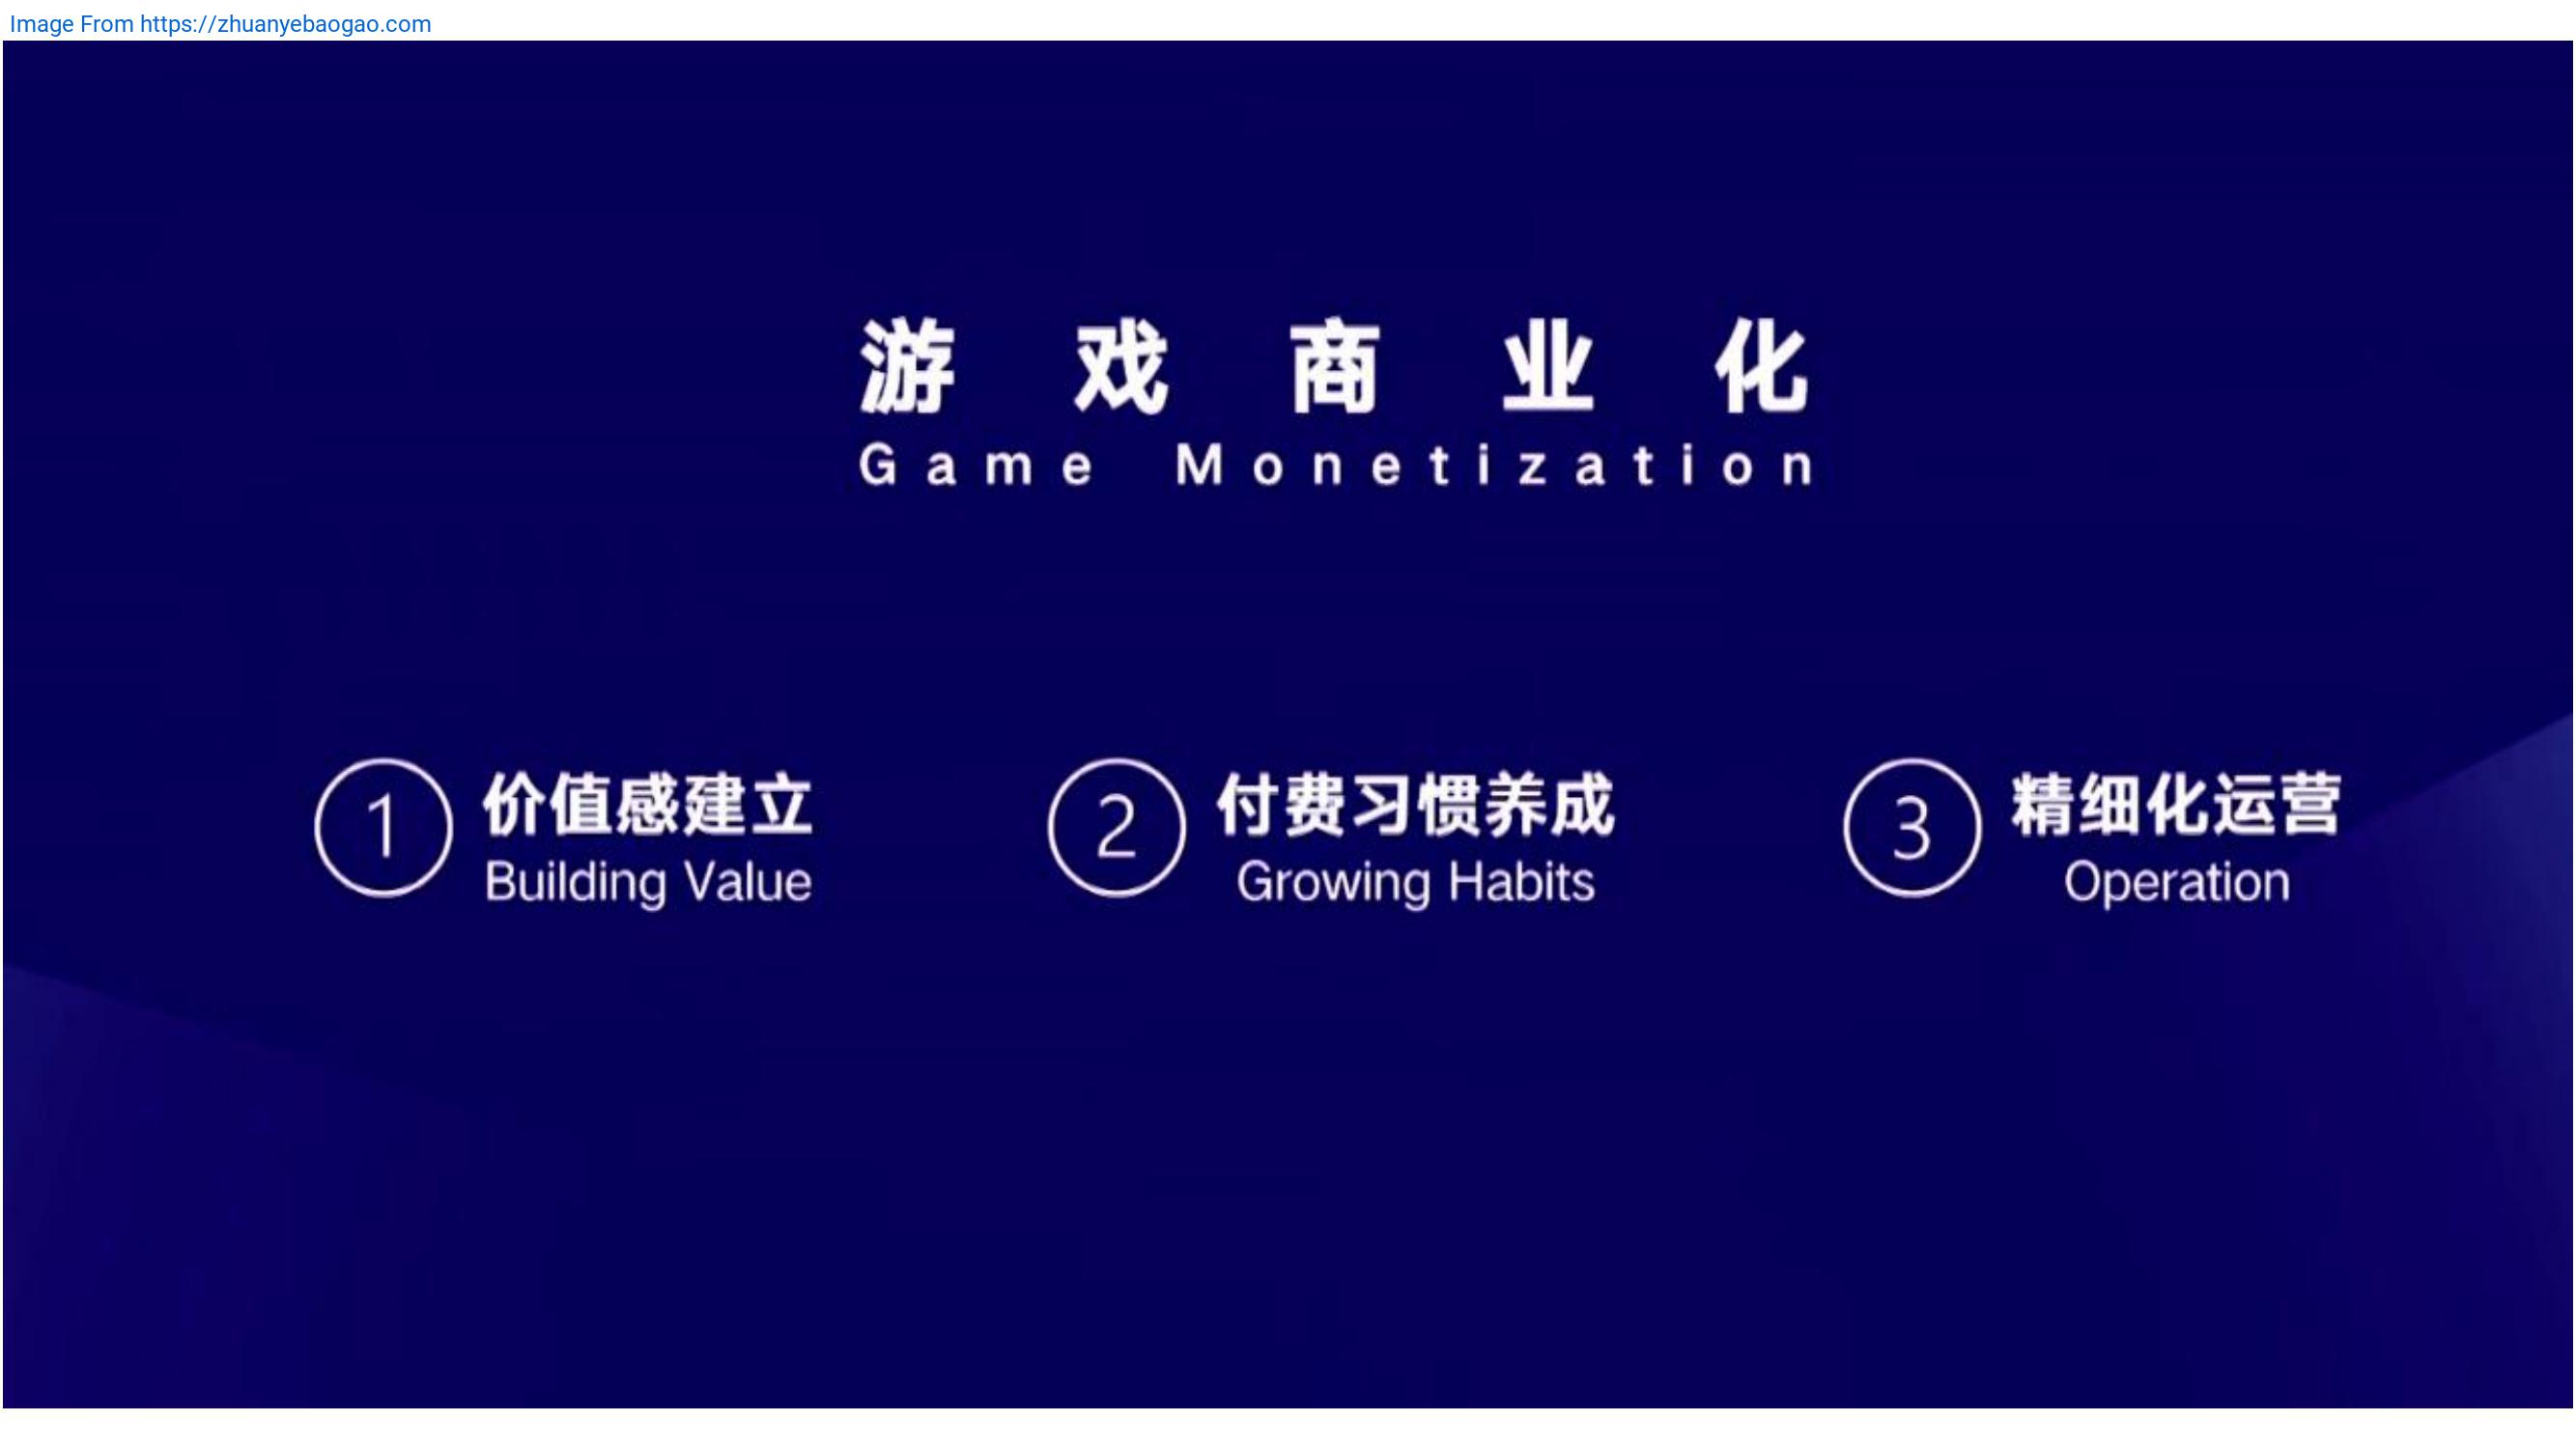 Image From https://zhuanyebaogao.com
游戏商业化
Game Monetization
1 价值感建立
Building Value
2 付费习惯养成
Growing Habits
3 精细化运营
Operation